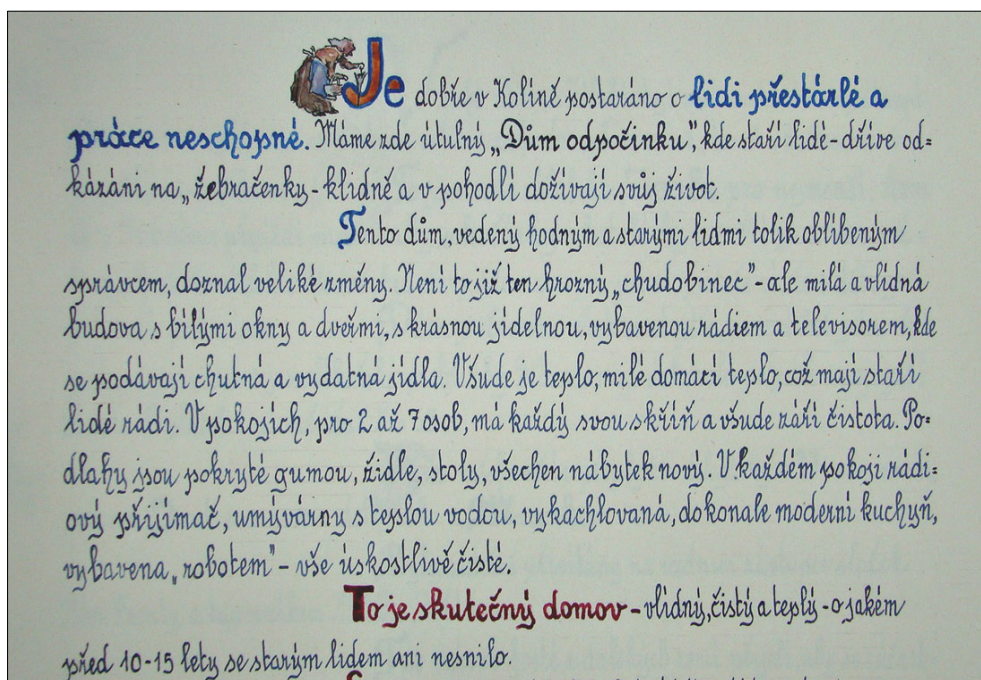 Je dobře v Kolíně postaráno o lidi přestárlé a
práce neschopné. Máme zde útulný „Dům odpočinku", kde staří lidé - dříve od=
kázáni na „žebračenky - klidně a v pohodlí dožívají svůj život.
Tento dům, vedený hodným a starými lidmi tolik oblíbeným
správcem, doznal veliké změny. Není to již ten hrozný „chudobinec" - ale milá a vlídná
budova s bílými okny a dveřmi, s krásnou jídelnou, vybavenou rádiem a televisorem, kde
se podávají chutná a vydatná jídla. Všude je teplo, milé domácí teplo, což mají staří
lidé rádi. V pokojích, pro 2 až 7 osob, má každý svou skříň a všude září čistota. Po=
dlahy jsou pokryté gumou, židle, stoly, všechen nábytek nový. V každém pokoji rádi=
ový přijímač, umývárny s teplou vodou, vykachlovaná, dokonale moderní kuchyň,
vybavena „robotem" - vše úskostlivě čisté.
To je skutečný domov - vlídný, čistý a teplý - o jakém
před 10-15 lety se starým lidem ani nesnilo.